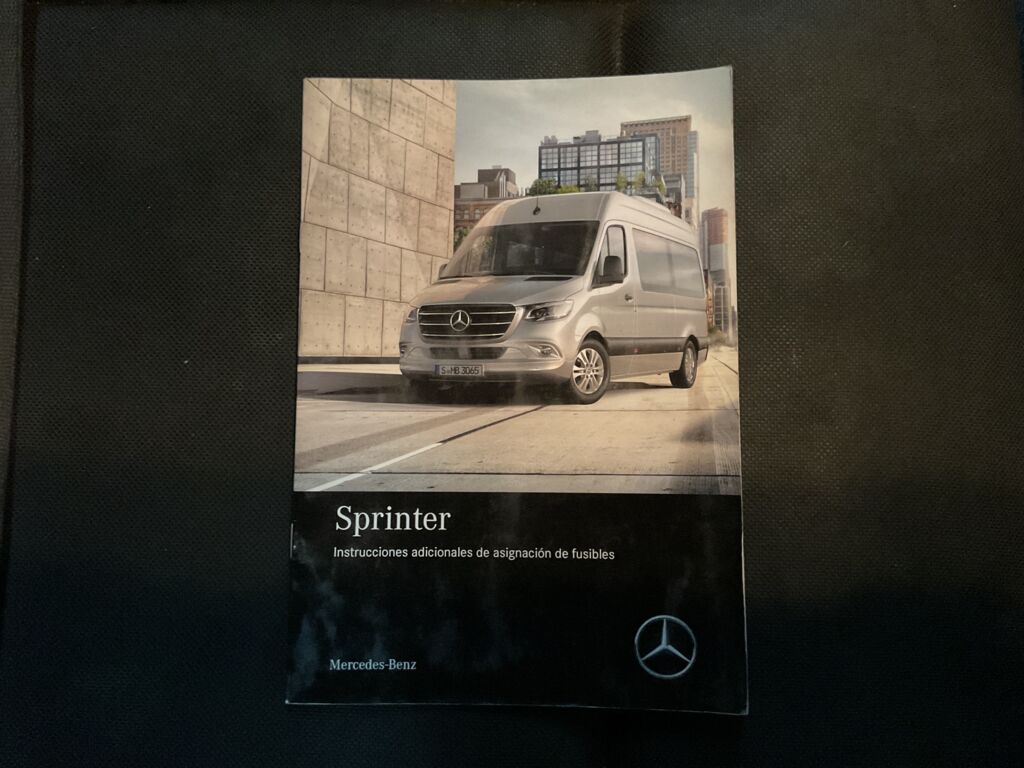 S-MB 3065
Sprinter
Instrucciones adicionales de asignación de fusibles
Mercedes-Benz